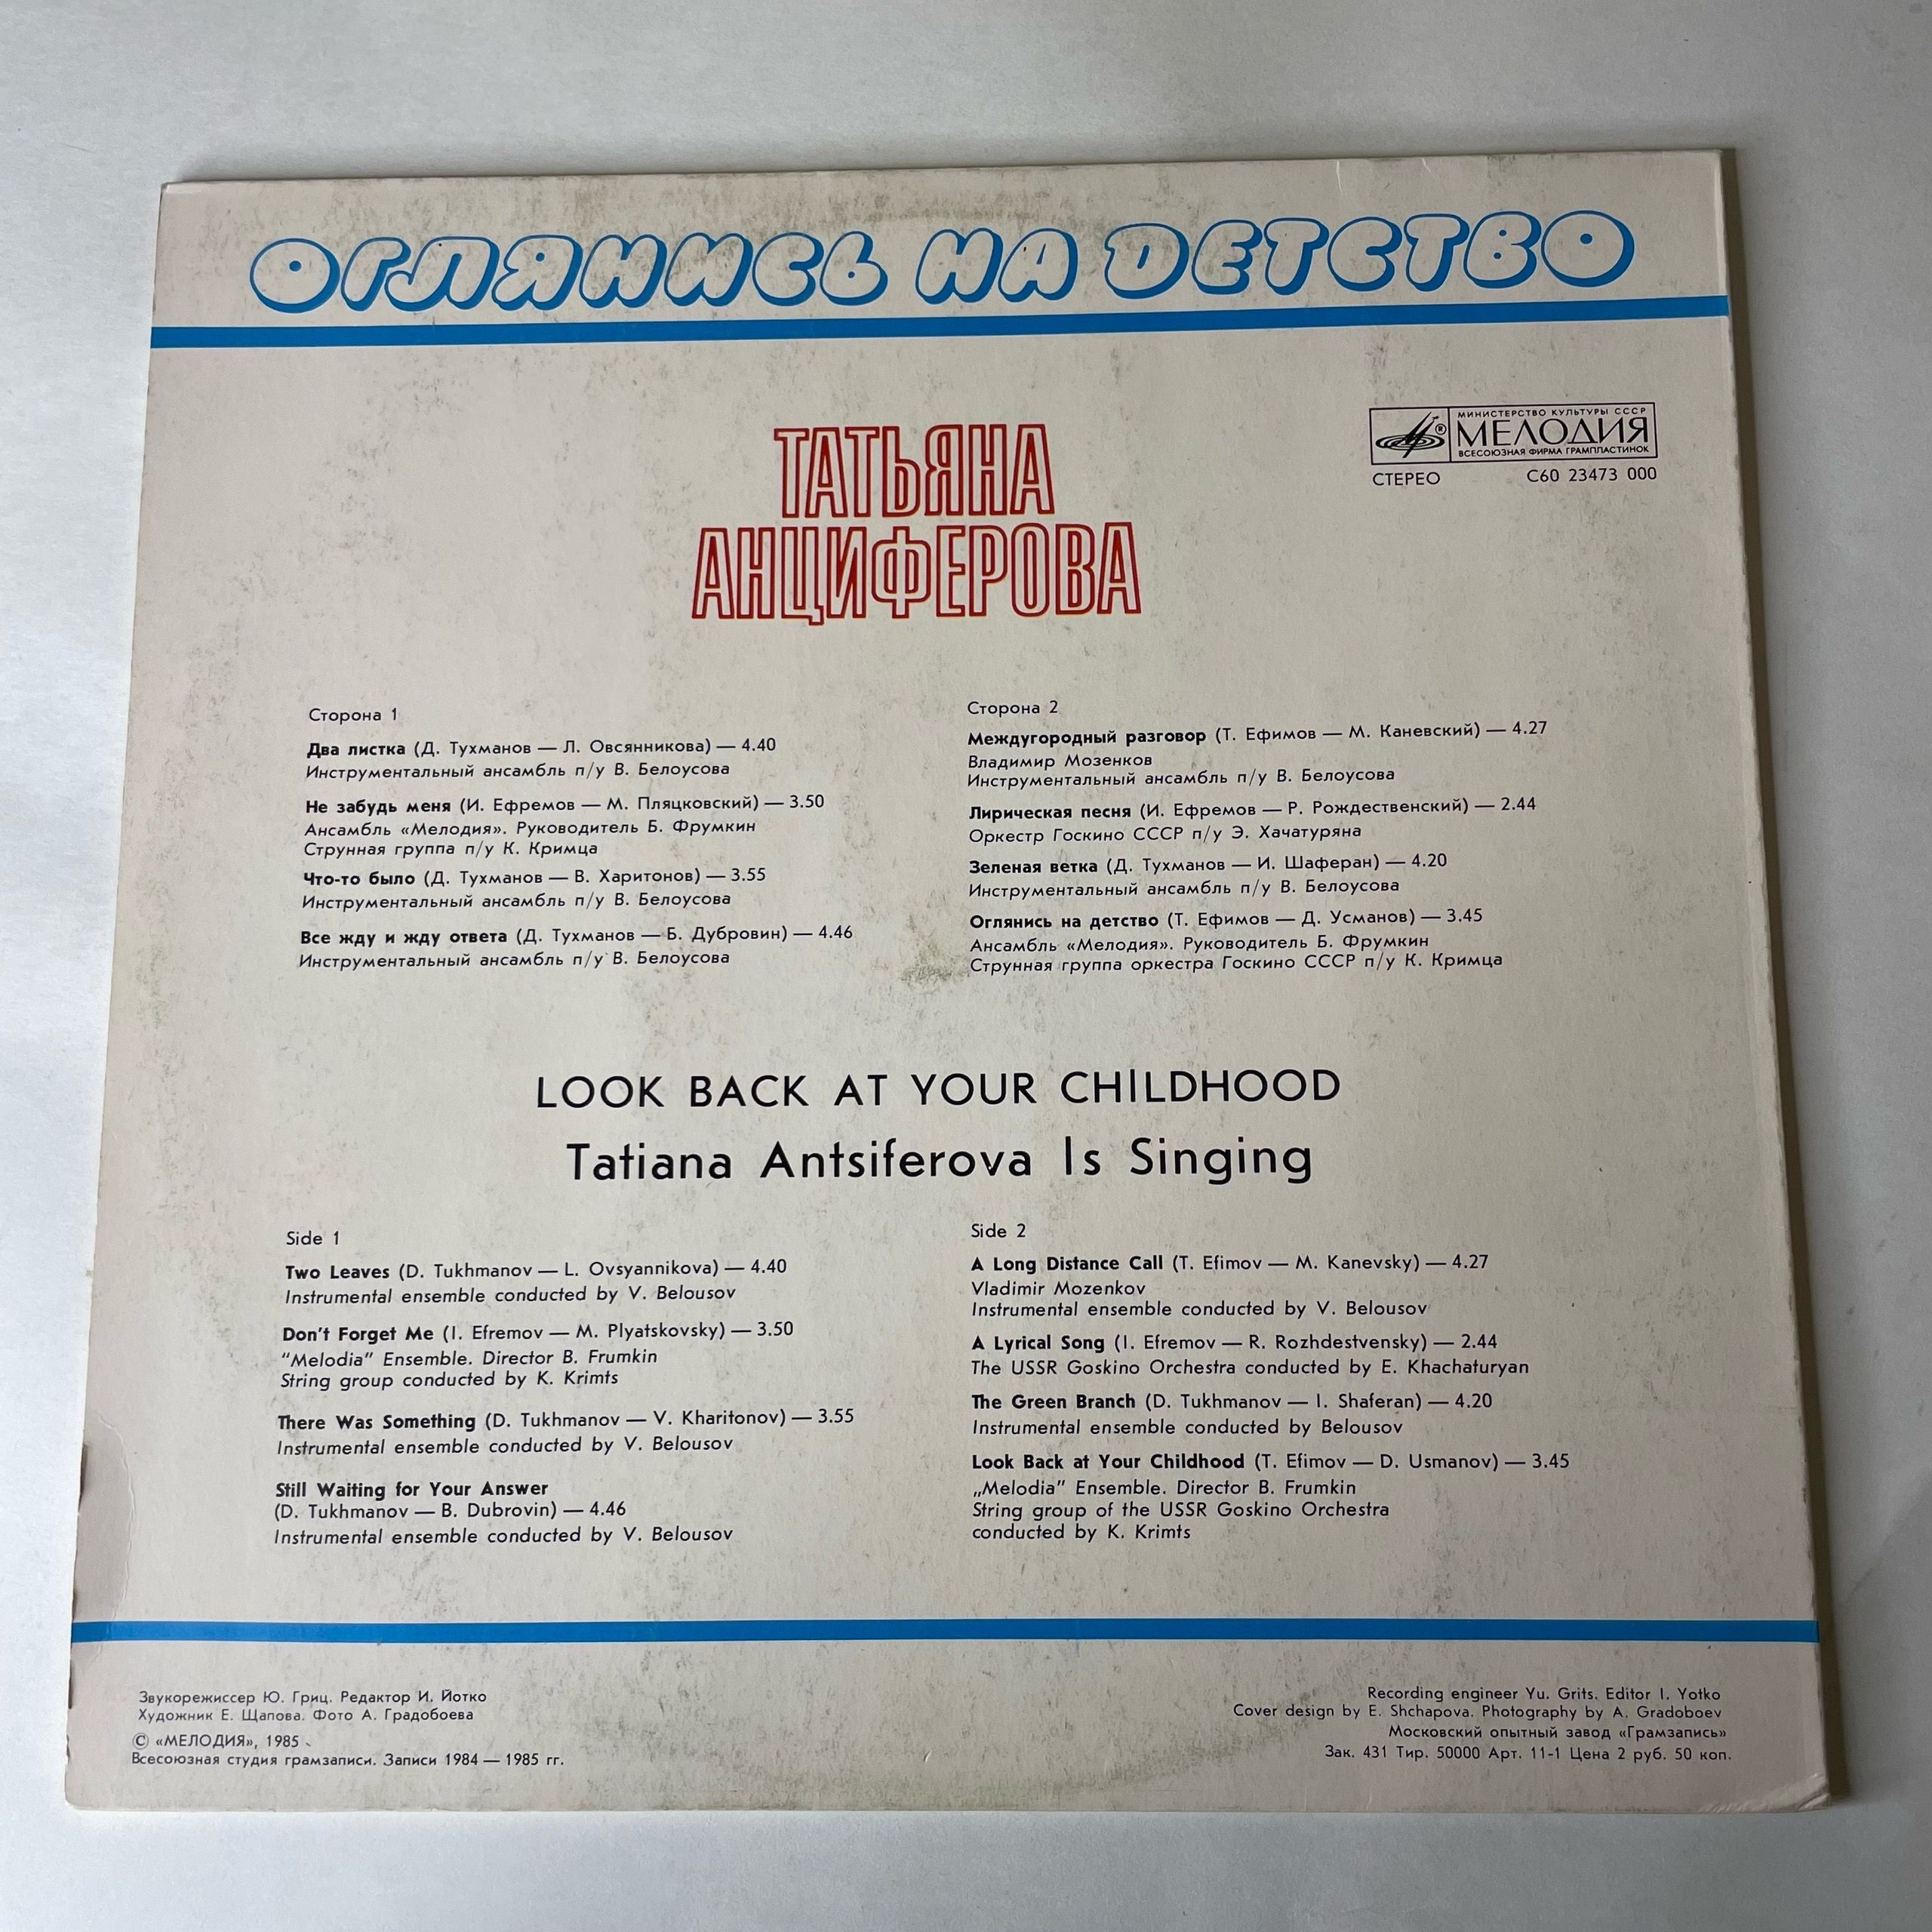 ОГЛЯНИСЬ НА ДЕТСТВО
ТАТЬЯНА
АНЦИФЕРОВА
МИНИСТЕРСТВО КУЛЬТУРЫ СССР
® МЕЛОДИЯ
ВСЕСОЮЗНАЯ ФИРМА ГРАМПЛАСТИНОК
СТЕРЕО С60 23473 000
Сторона 1
Два листка (Д. Тухманов — Л. Овсянникова) — 4.40
Инструментальный ансамбль п/у В. Белоусова
Не забудь меня (И. Ефремов — М. Пляцковский) — 3.50
Ансамбль «Мелодия». Руководитель Б. Фрумкин
Струнная группа п/у К. Кримца
Что-то было (Д. Тухманов — В. Харитонов) — 3.55
Инструментальный ансамбль п/у В. Белоусова
Все жду и жду ответа (Д. Тухманов — Б. Дубровин) — 4.46
Инструментальный ансамбль п/у В. Белоусова
Сторона 2
Междугородный разговор (Т. Ефимов — М. Каневский) — 4.27
Владимир Мозенков
Инструментальный ансамбль п/у В. Белоусова
Лирическая песня (И. Ефремов — Р. Рождественский) — 2.44
Оркестр Госкино СССР п/у Э. Хачатуряна
Зеленая ветка (Д. Тухманов — И. Шаферан) — 4.20
Инструментальный ансамбль п/у В. Белоусова
Оглянись на детство (Т. Ефимов — Д. Усманов) — 3.45
Ансамбль «Мелодия». Руководитель Б. Фрумкин
Струнная группа оркестра Госкино СССР п/у К. Кримца
LOOK BACK AT YOUR CHILDHOOD
Tatiana Antsiferova Is Singing
Side 1
Two Leaves (D. Tukhmanov — L. Ovsyannikova) — 4.40
Instrumental ensemble conducted by V. Belousov
Don't Forget Me (I. Efremov — M. Plyatskovsky) — 3.50
“Melodia” Ensemble. Director B. Frumkin
String group conducted by K. Krimts
There Was Something (D. Tukhmanov — V. Kharitonov) — 3.55
Instrumental ensemble conducted by V. Belousov
Still Waiting for Your Answer
(D. Tukhmanov — B. Dubrovin) — 4.46
Instrumental ensemble conducted by V. Belousov
Side 2
A Long Distance Call (T. Efimov — M. Kanevsky) — 4.27
Vladimir Mozenkov
Instrumental ensemble conducted by V. Belousov
A Lyrical Song (I. Efremov — R. Rozhdestvensky) — 2.44
The USSR Goskino Orchestra conducted by E. Khachaturyan
The Green Branch (D. Tukhmanov — I. Shaferan) — 4.20
Instrumental ensemble conducted by Belousov
Look Back at Your Childhood (T. Efimov — D. Usmanov) — 3.45
„Melodia” Ensemble. Director B. Frumkin
String group of the USSR Goskino Orchestra
conducted by K. Krimts
Звукорежиссер Ю. Гриц. Редактор И. Йотко
Художник Е. Щапова. Фото А. Градобоева
© «МЕЛОДИЯ», 1985
Всесоюзная студия грамзаписи. Записи 1984 — 1985 гг.
Recording engineer Yu. Grits. Editor I. Yotko
Cover design by E. Shchapova. Photography by A. Gradoboev
Московский опытный завод «Грамзапись»
Зак. 431 Тир. 50000 Арт. 11-1 Цена 2 руб. 50 коп.